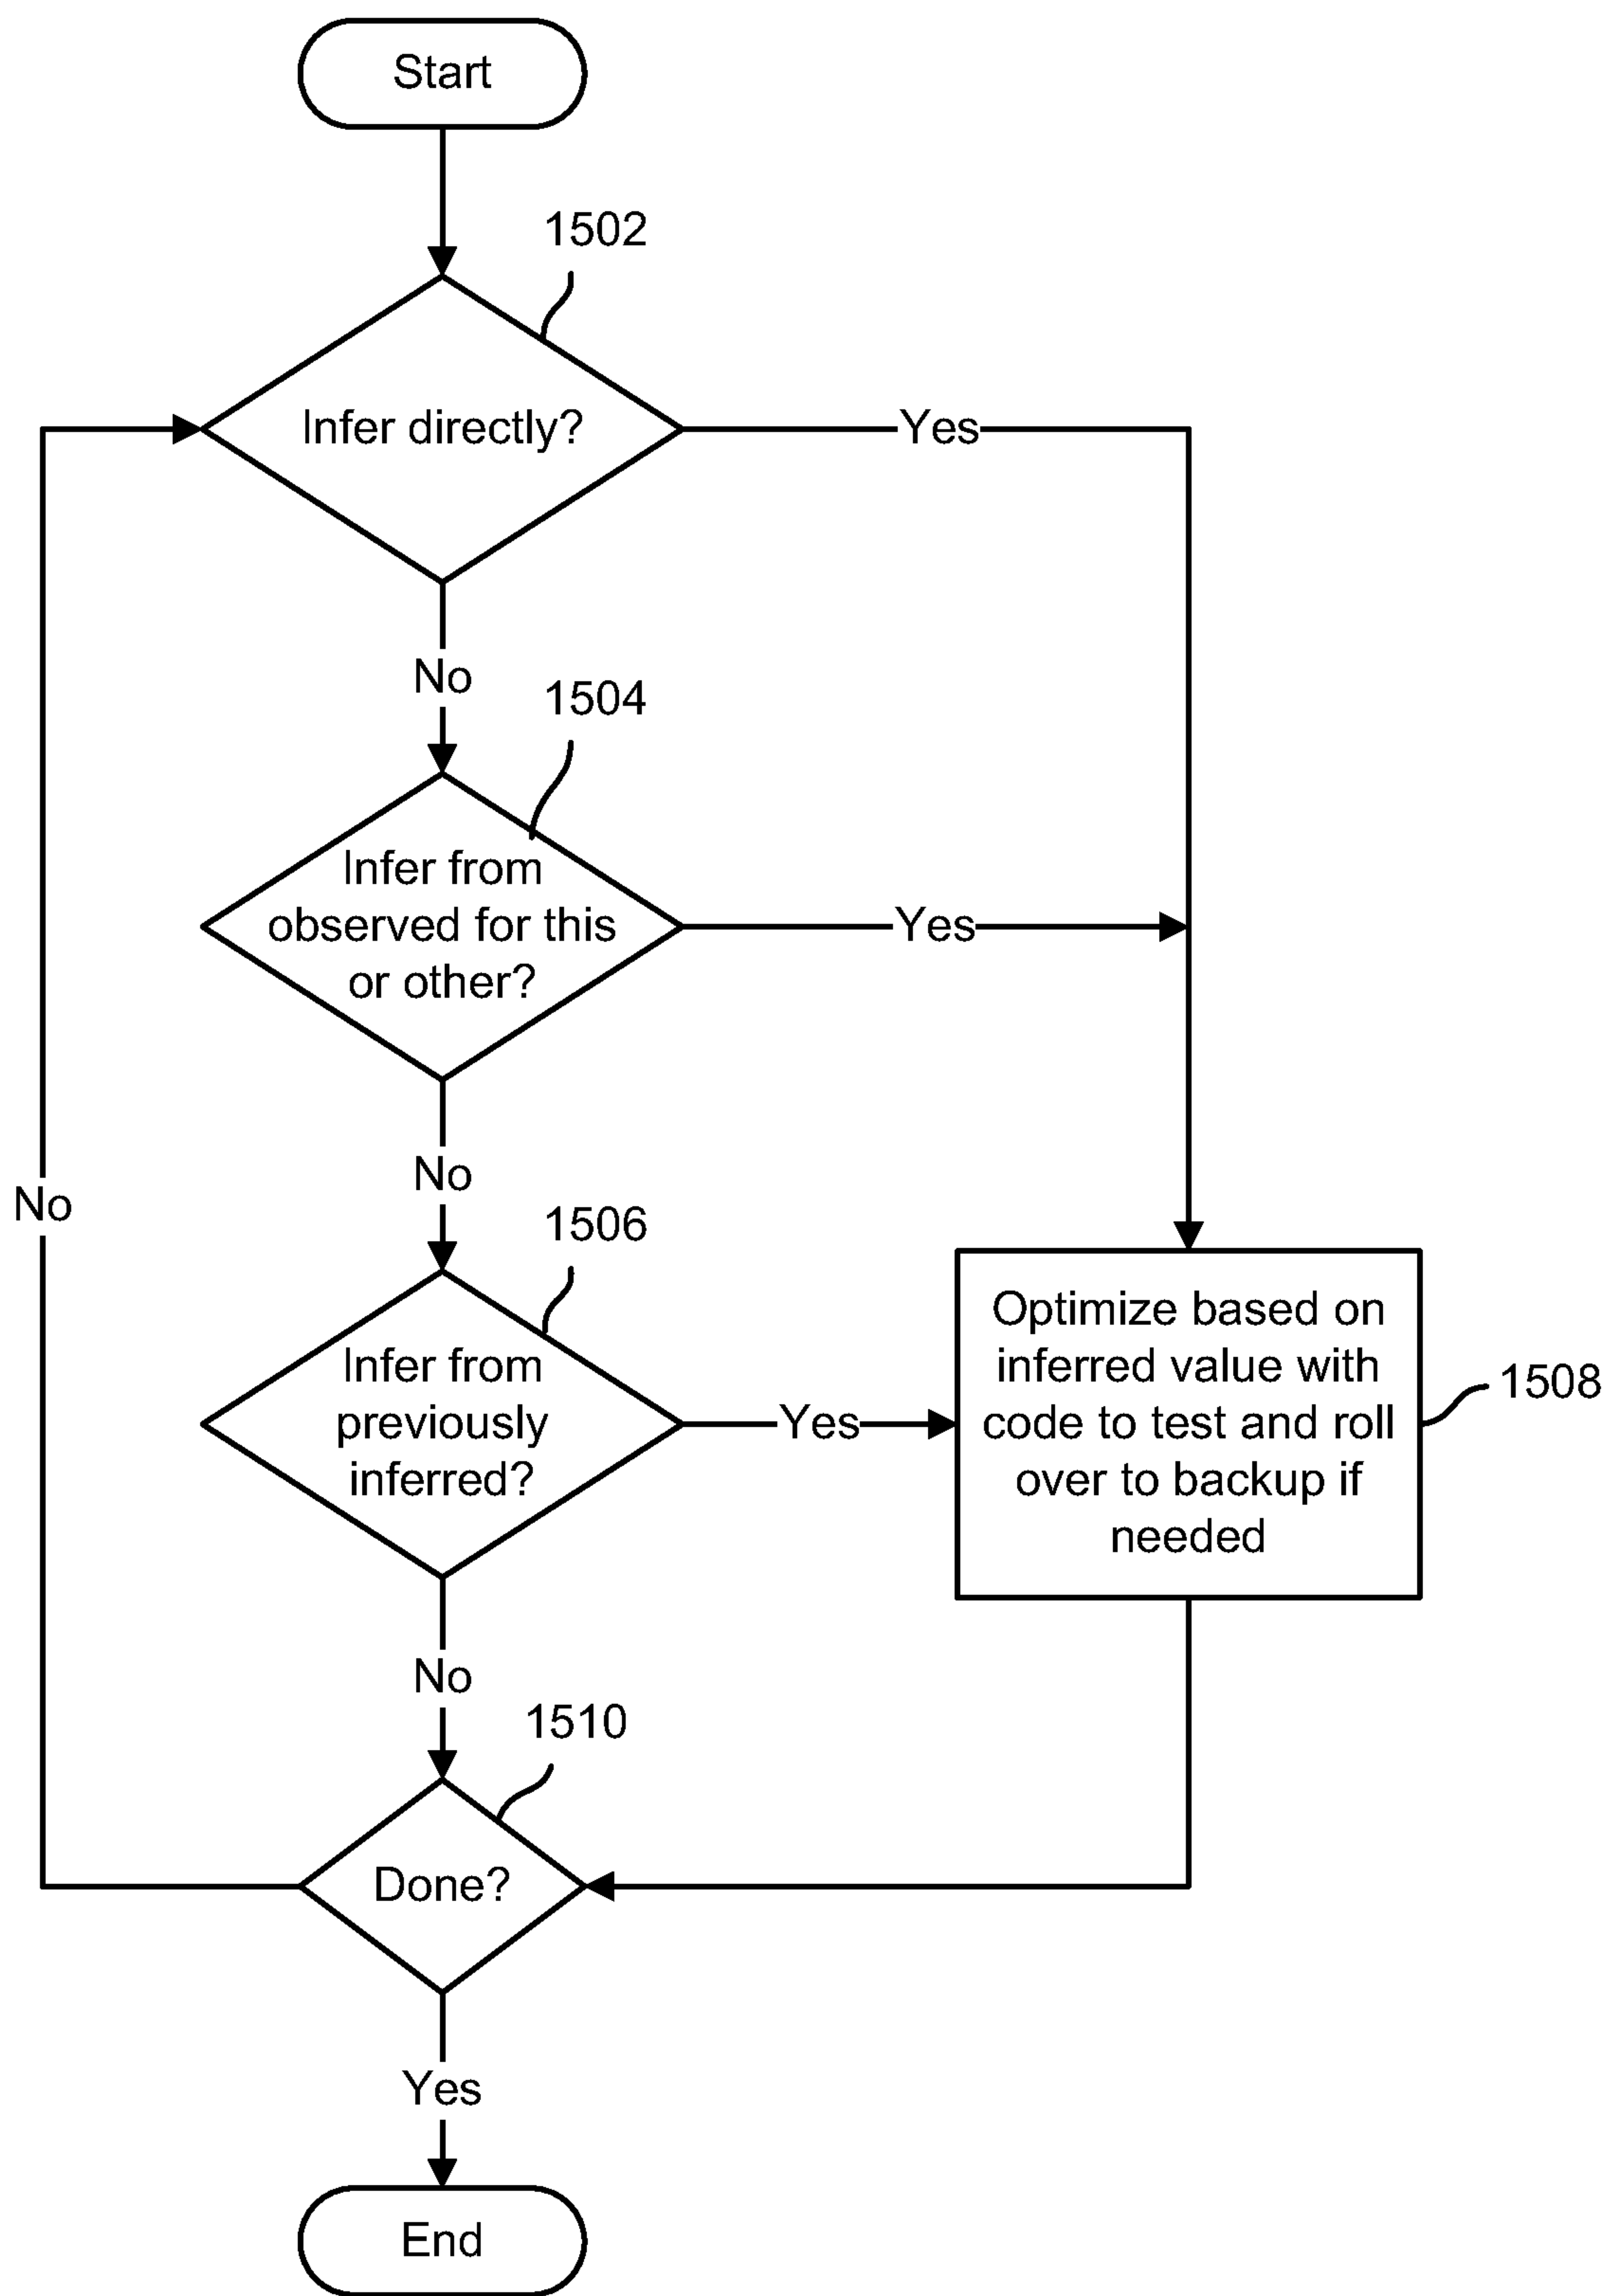 Start
1502
Infer directly?
Yes
No
1504
Infer from
observed for this
or other?
Yes
No
No
1506
Infer from
previously
inferred?
Yes
Optimize based on
inferred value with
code to test and roll
over to backup if
needed
1508
No
1510
Done?
Yes
End